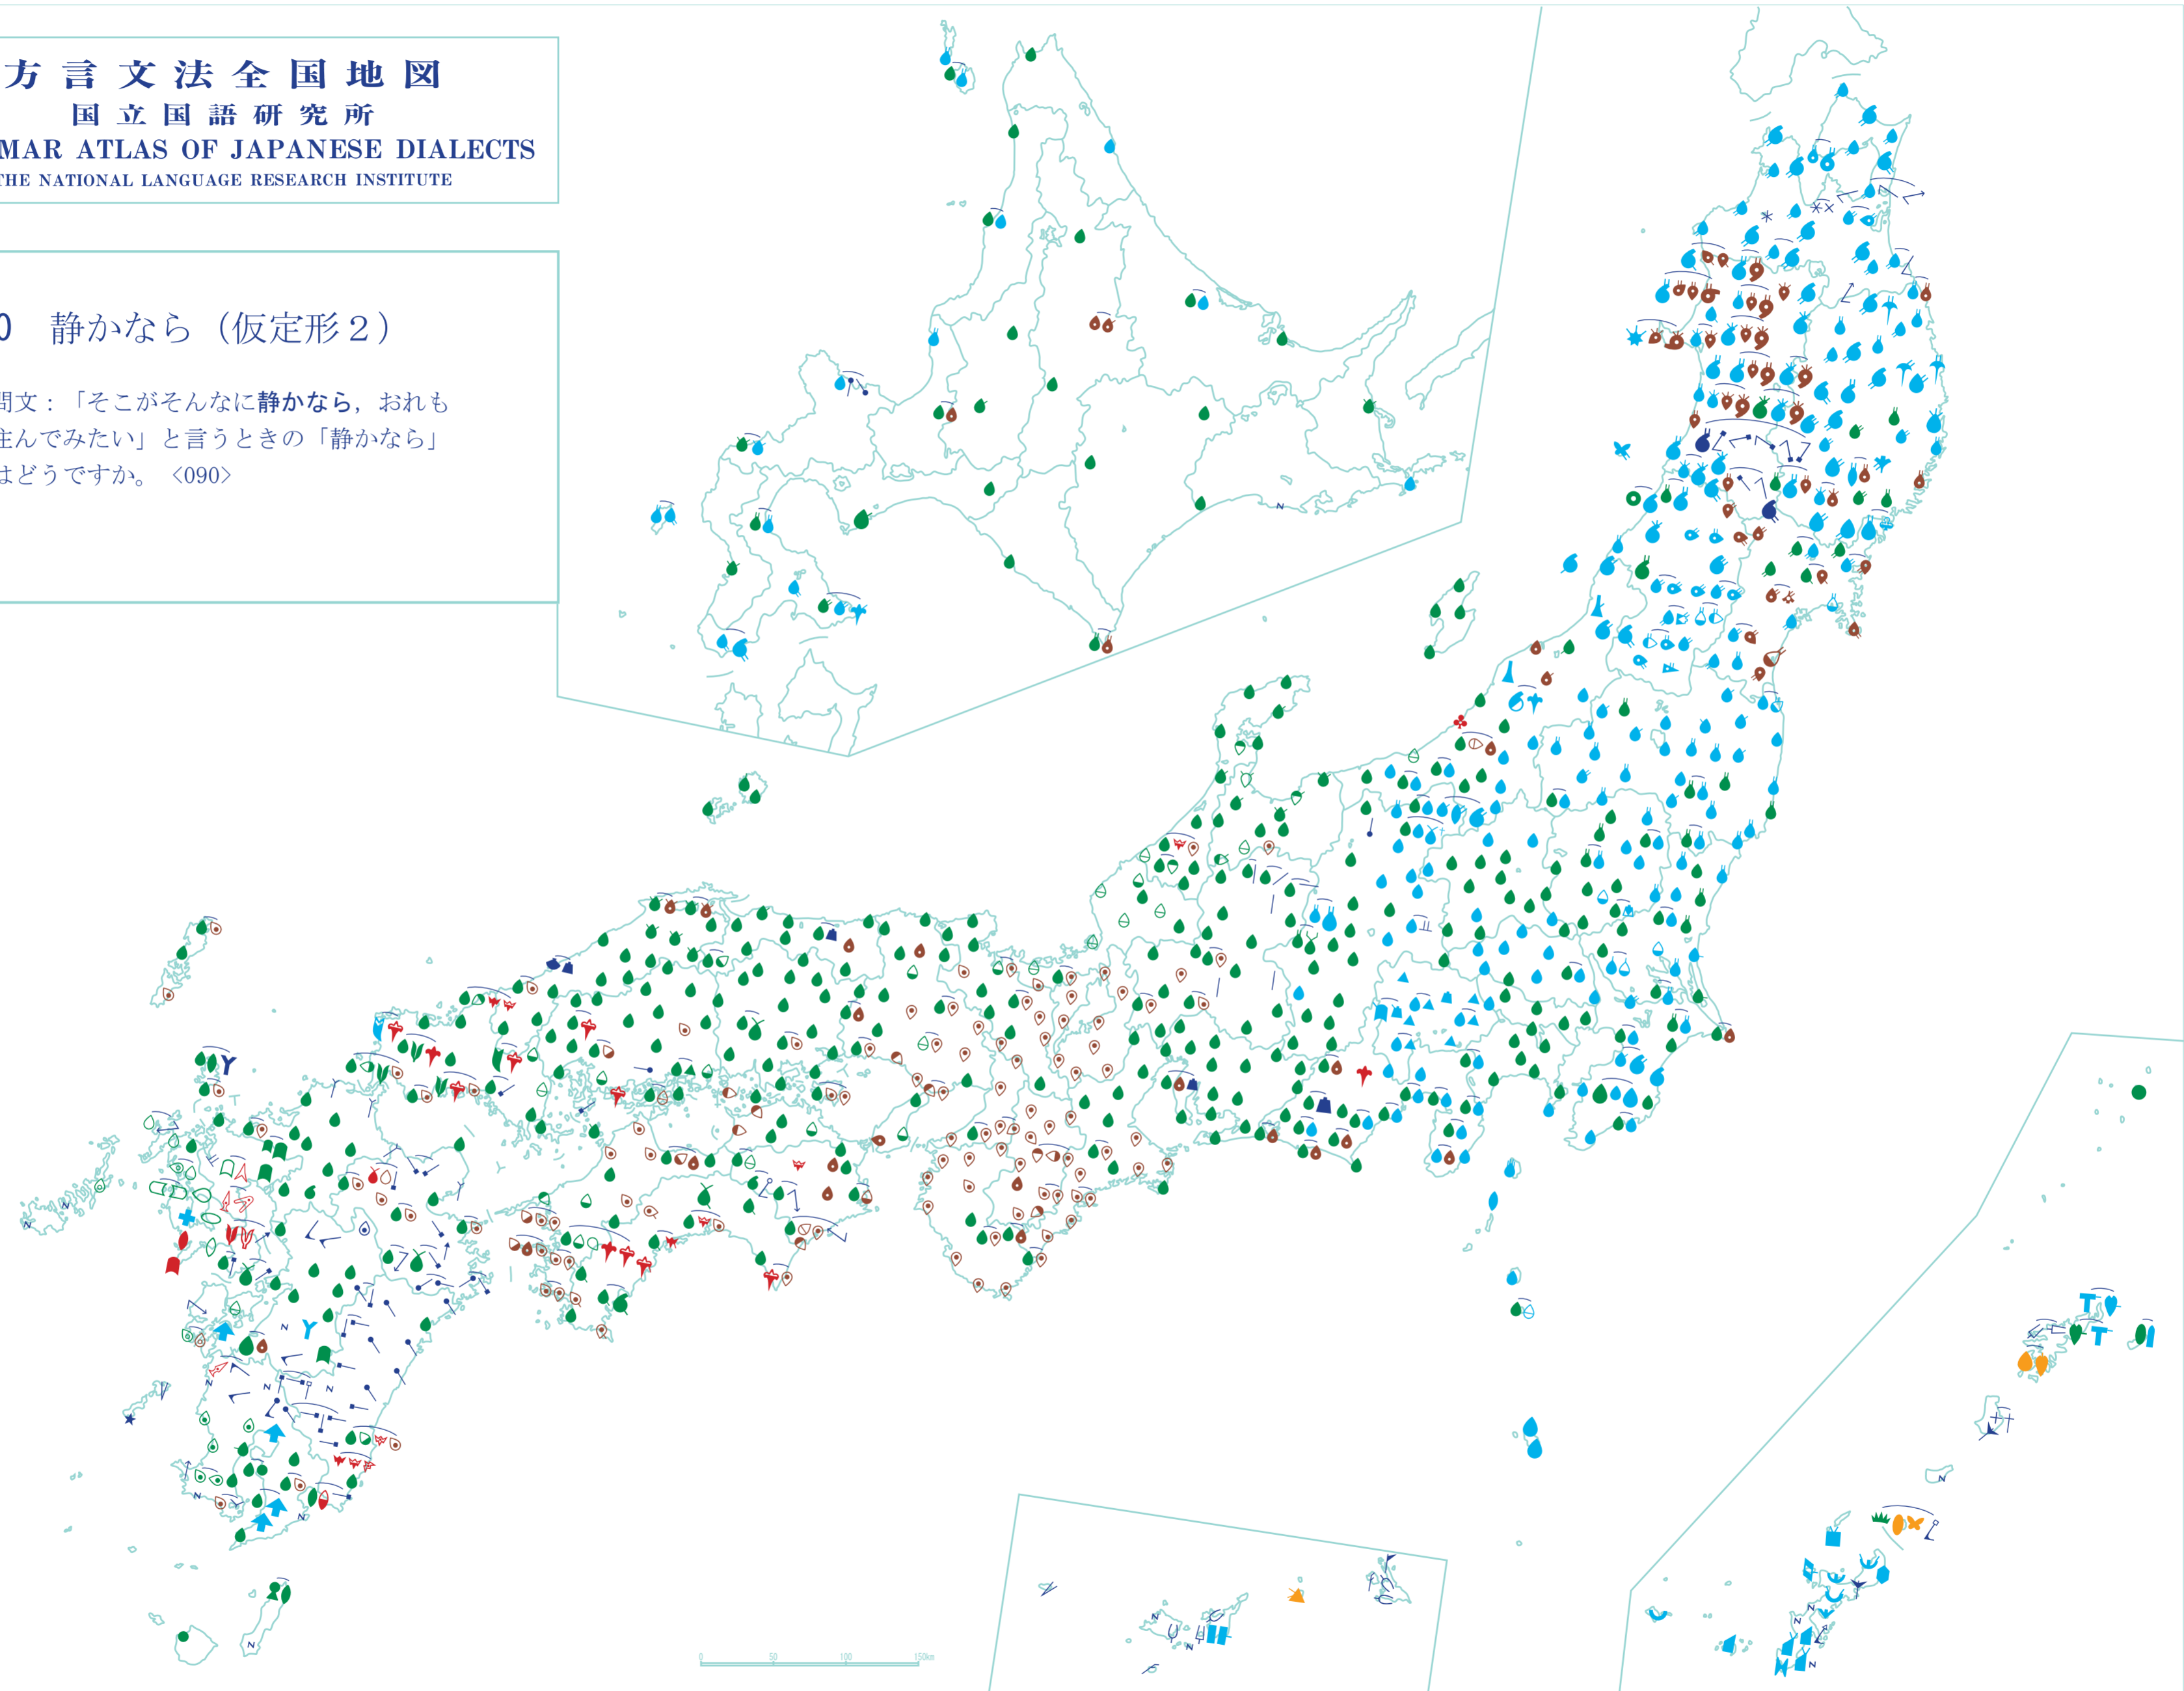 方言文法全国地図
国立国語研究所
MAR ATLAS OF JAPANESE DIALECTS
THE NATIONAL LANGUAGE RESEARCH INSTITUTE
0 静かなら（仮定形２）
問文：「そこがそんなに静かなら，おれも
住んでみたい」と言うときの「静かなら」
はどうですか。 〈090〉
0 50 100 150km